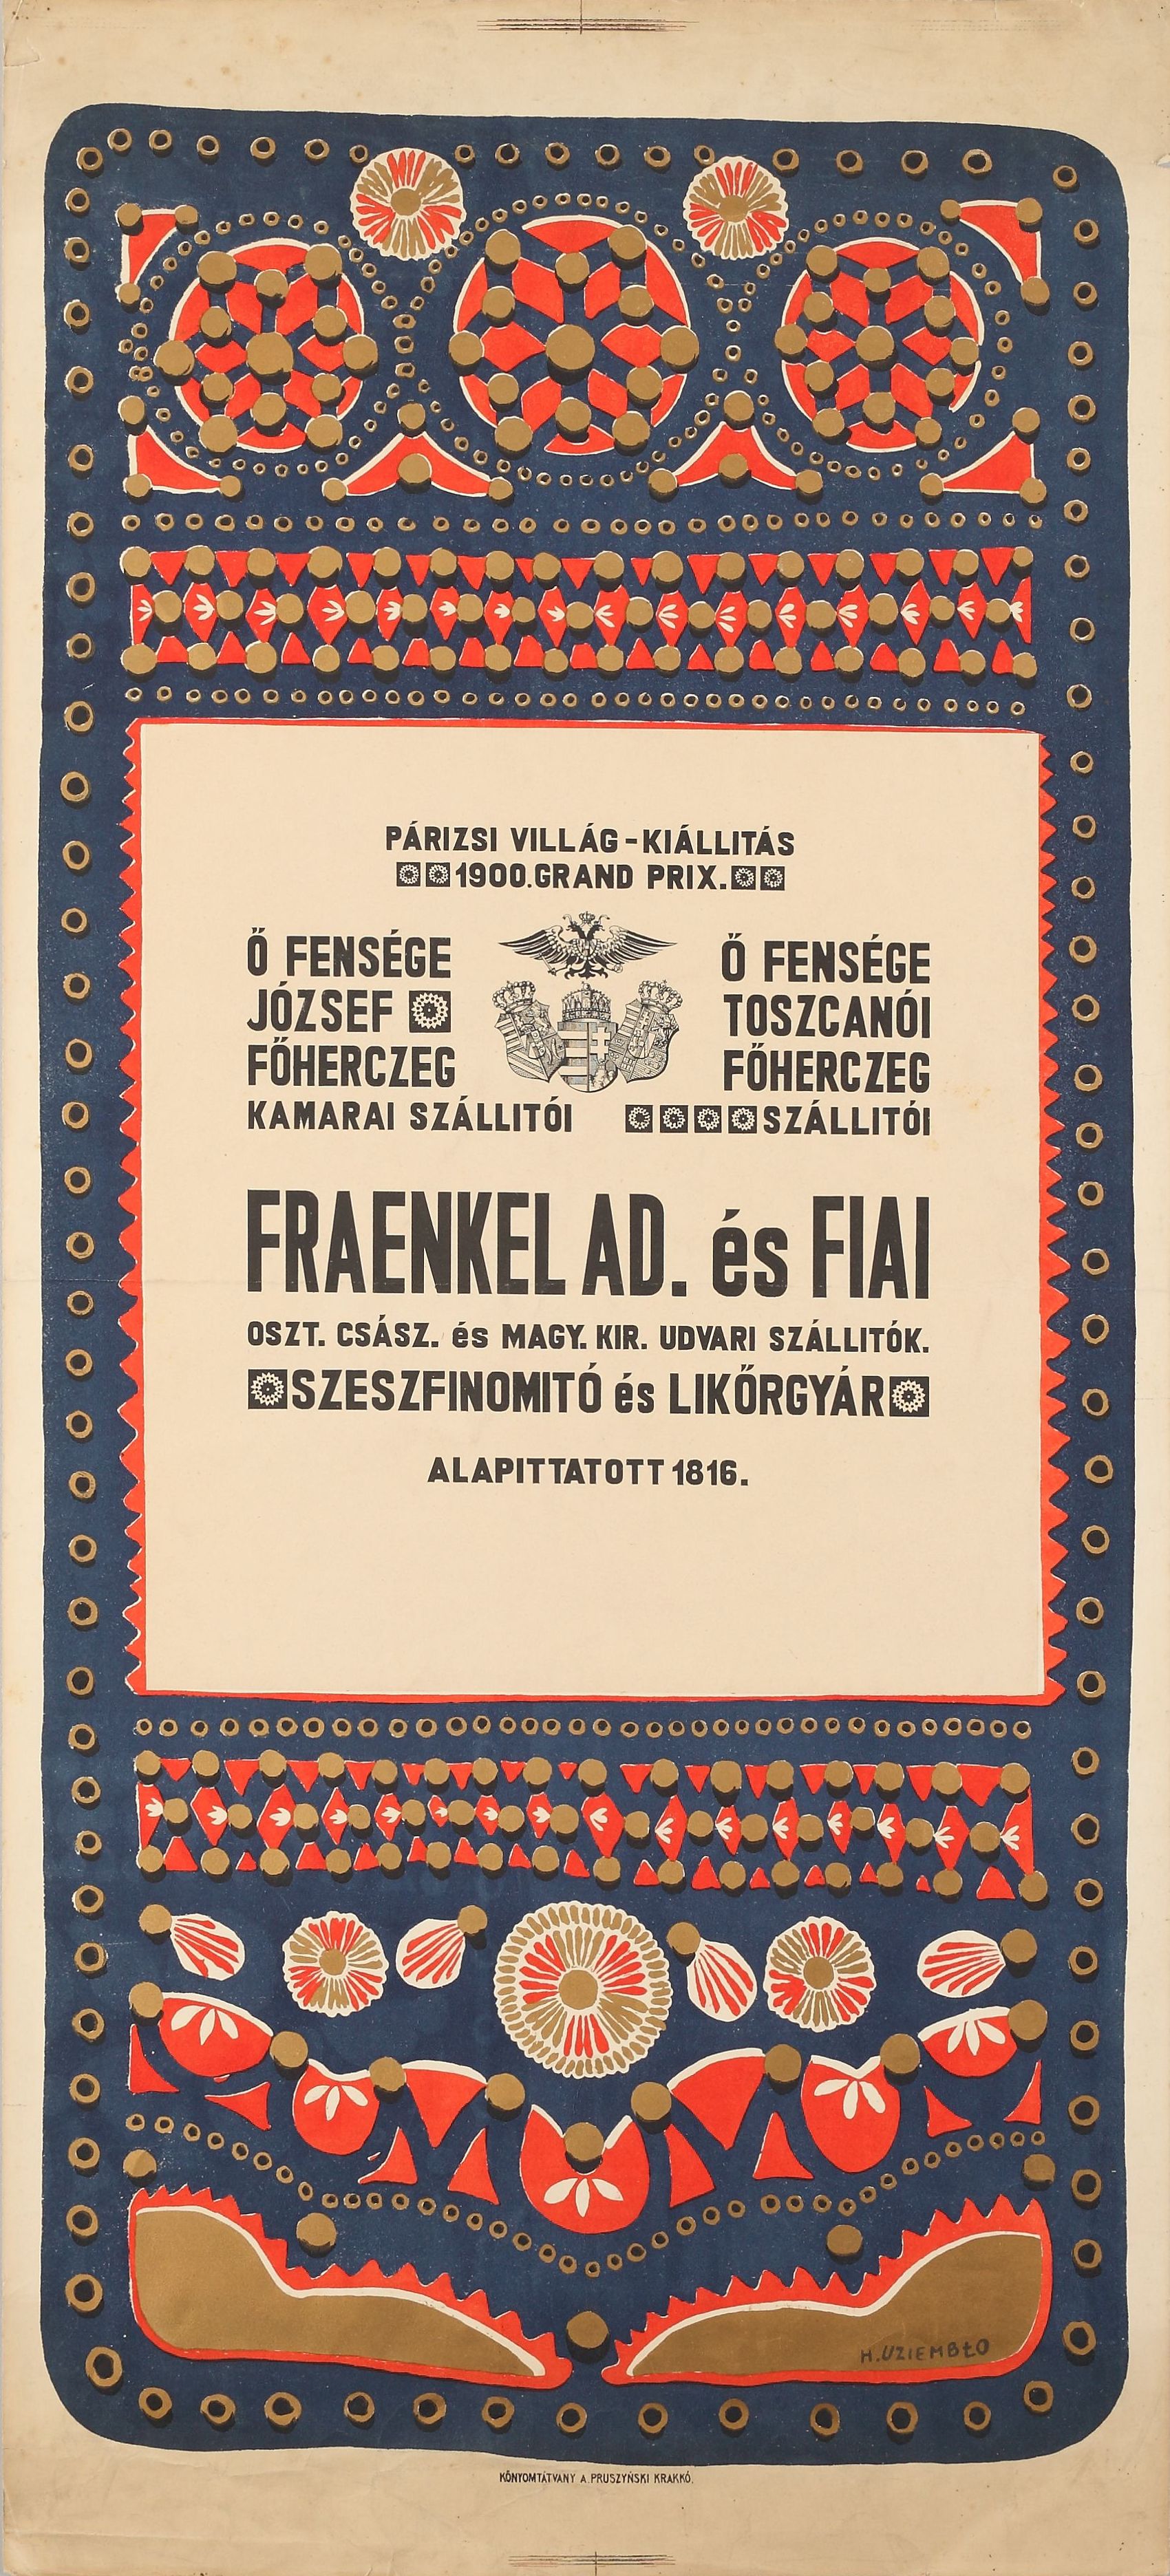 PÁRIZSI VILLÁG-KIÁLLITÁS
1900. GRAND PRIX.
Ő FENSÉGE
JÓZSEF
FŐHERCZEG
KAMARAI SZÁLLITÓI
Ő FENSÉGE
TOSZCANÓI
FŐHERCZEG
SZÁLLITÓI
FRAENKEL AD. és FIAI
OSZT. CSÁSZ. és MAGY. KIR. UDVARI SZÁLLITÓK.
SZESZFINOMITÓ és LIKŐRGYÁR
ALAPITTATOTT 1816.
H. UZIEMBŁO
KŐNYOMTÁTVANY A. PRUSZYŃSKI KRAKKÓ.